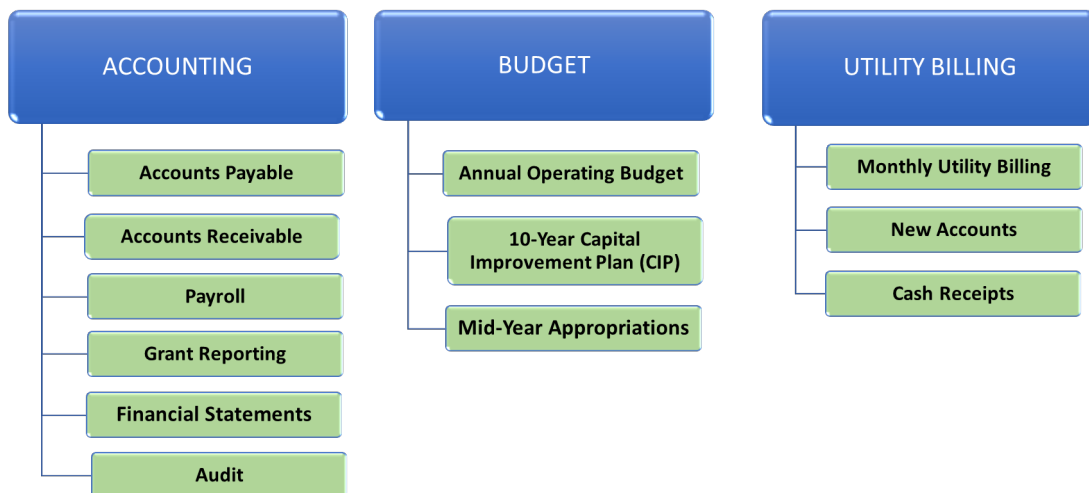 ACCOUNTING
Accounts Payable
Accounts Receivable
Payroll
Grant Reporting
Financial Statements
Audit
BUDGET
Annual Operating Budget
10-Year Capital
Improvement Plan (CIP)
Mid-Year Appropriations
UTILITY BILLING
Monthly Utility Billing
New Accounts
Cash Receipts